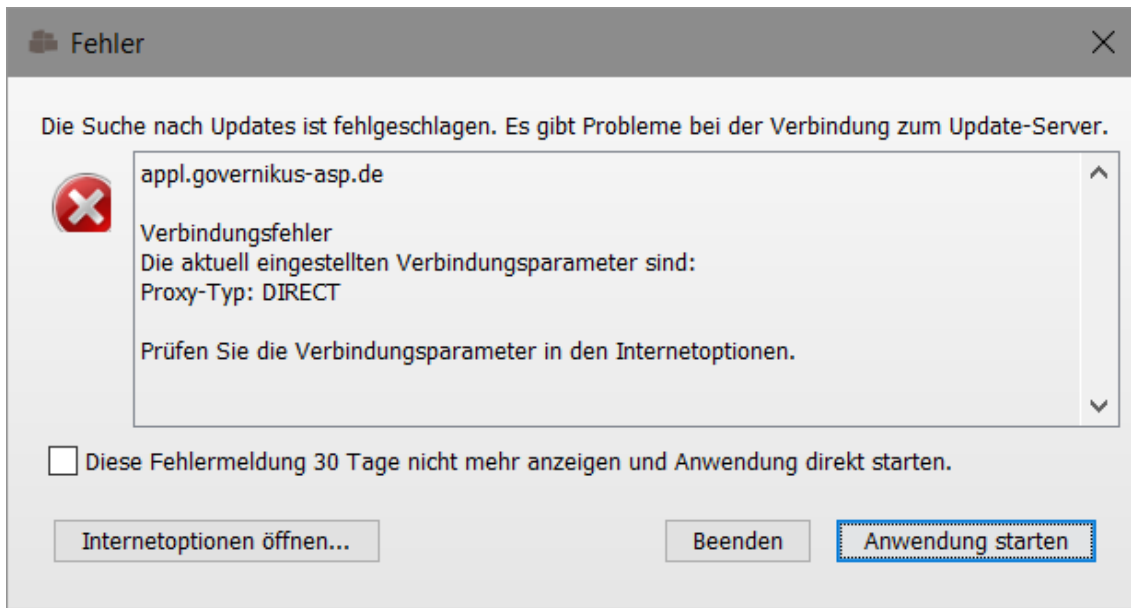 Fehler
Die Suche nach Updates ist fehlgeschlagen. Es gibt Probleme bei der Verbindung zum Update-Server.
appl.governikus-asp.de
Verbindungsfehler
Die aktuell eingestellten Verbindungsparameter sind:
Proxy-Typ: DIRECT
Prüfen Sie die Verbindungsparameter in den Internetoptionen.
Diese Fehlermeldung 30 Tage nicht mehr anzeigen und Anwendung direkt starten.
Internetoptionen öffnen...
Beenden
Anwendung starten